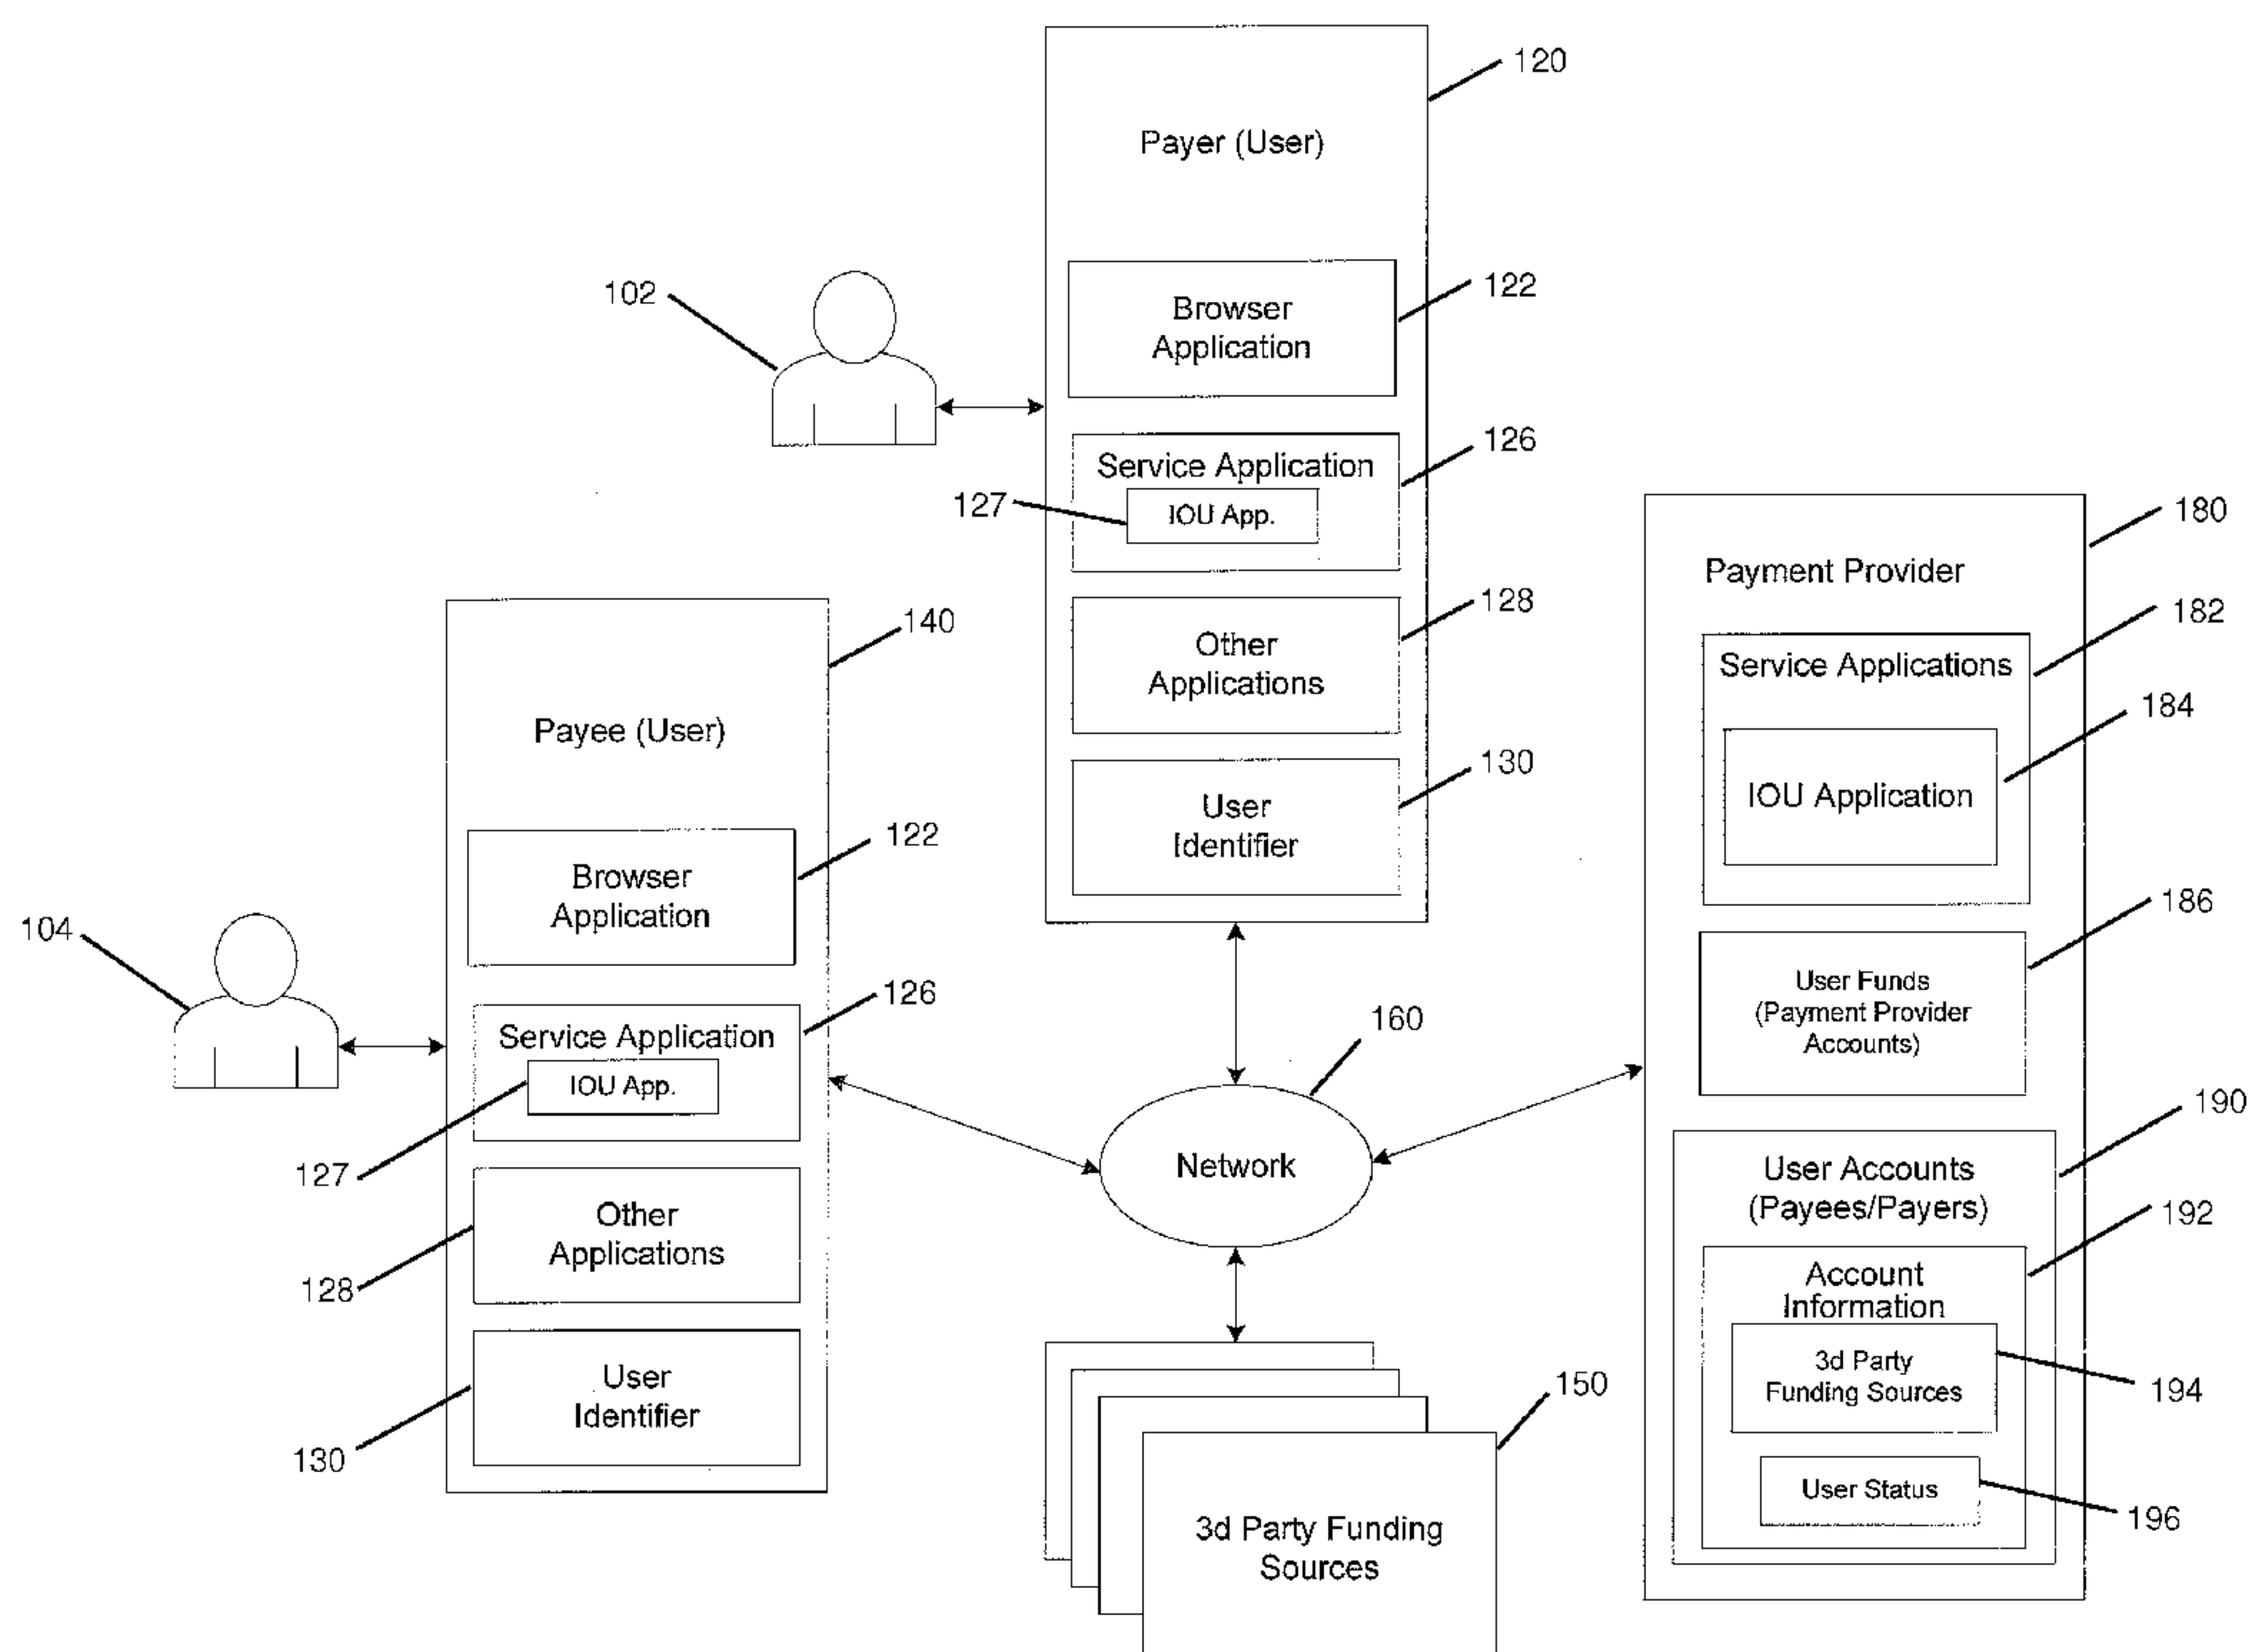 120
Payer (User)
102
Browser
Application
122
Service Application
126
127
IOU App.
Other
Applications
128
User
Identifier
130
140
Payee (User)
Browser
Application
122
104
Service Application
126
IOU App.
127
Other
Applications
128
User
Identifier
130
160
Network
150
3d Party Funding
Sources
180
Payment Provider
182
Service Applications
184
IOU Application
186
User Funds
(Payment Provider
Accounts)
190
User Accounts
(Payees/Payers)
192
Account
Information
3d Party
Funding Sources
194
User Status
196